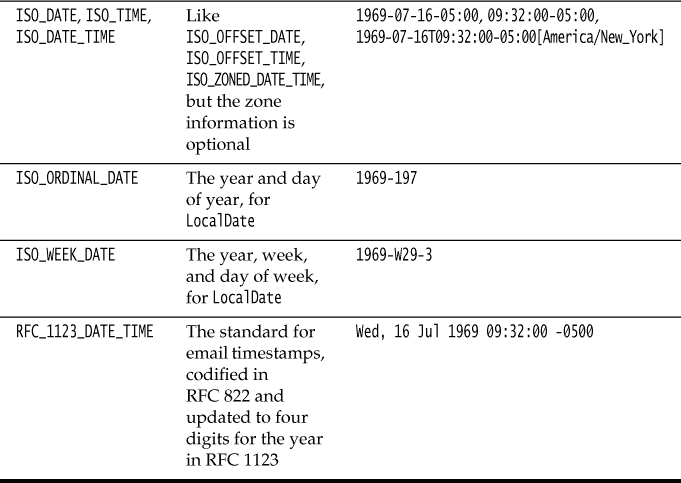 ISO_DATE, ISO_TIME, Like 1969-07-16-05:00, 09:32:00-05:00,
ISO_DATE_TIME ISO_OFFSET_DATE, 1969-07-16T09:32:00-05:00[America/New_York]
ISO_OFFSET_TIME,
ISO_ZONED_DATE_TIME,
but the zone
information is
optional
ISO_ORDINAL_DATE The year and day 1969-197
of year, for
LocalDate
ISO_WEEK_DATE The year, week, 1969-W29-3
and day of week,
for LocalDate
RFC_1123_DATE_TIME The standard for Wed, 16 Jul 1969 09:32:00 -0500
email timestamps,
codified in
RFC 822 and
updated to four
digits for the year
in RFC 1123